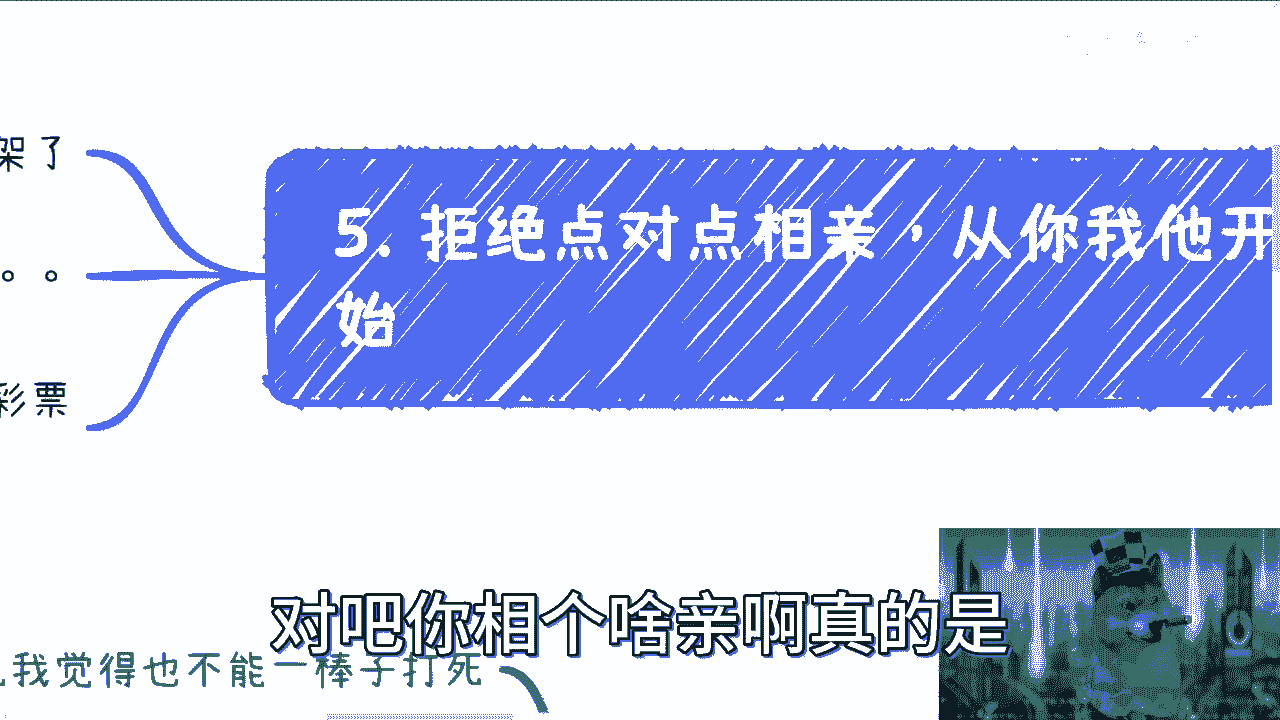 架了
5. 拒绝点对点相亲，从你我他开
始
。。
彩票
对吧你相个啥亲啊真的是
我觉得也不能一棒子打死